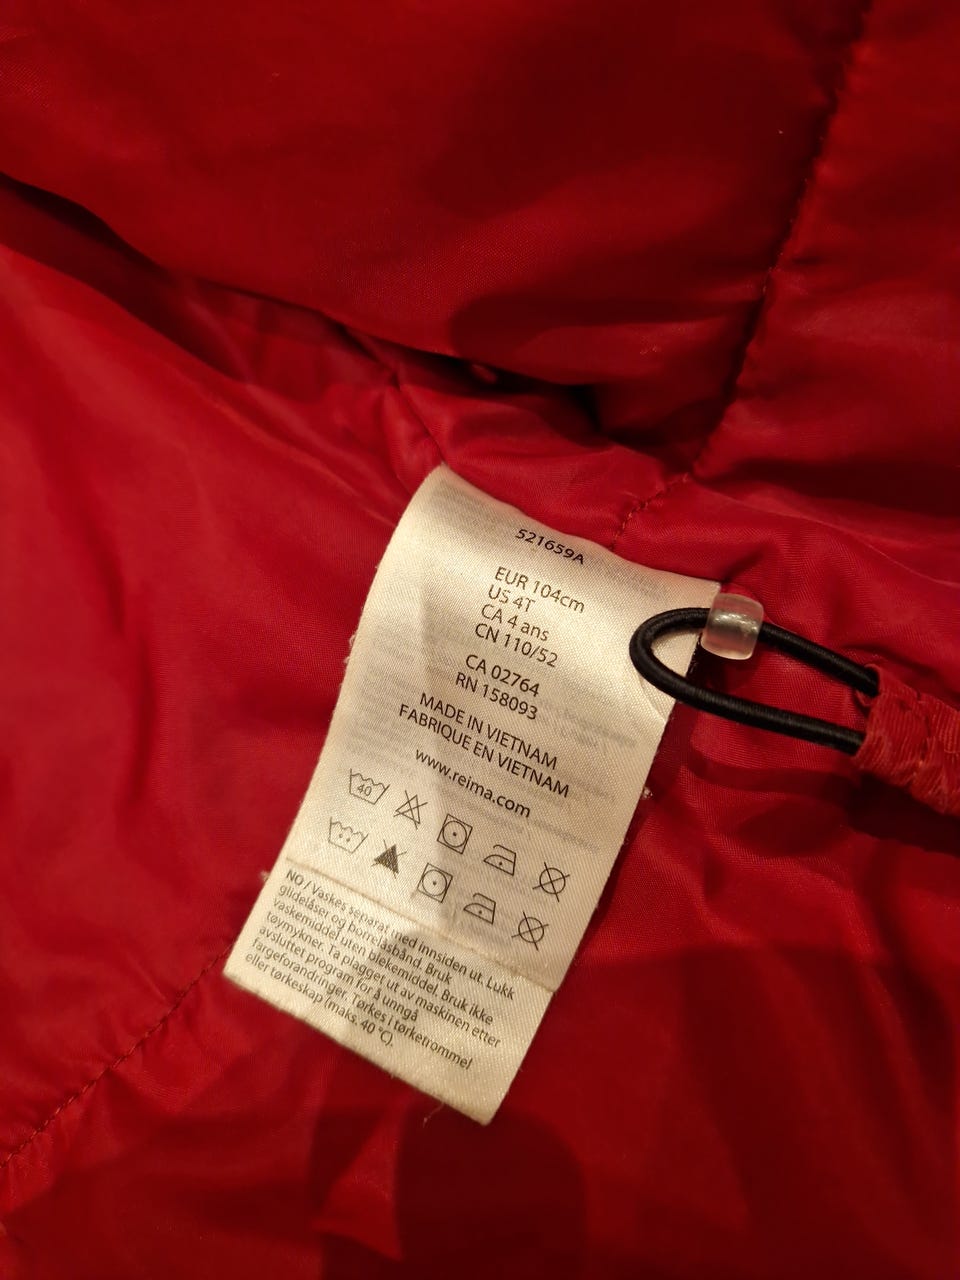 521659A
EUR 104cm
US 4T
CA 4 ans
CN 110/52
CA 02764
RN 158093
MADE IN VIETNAM
FABRIQUE EN VIETNAM
www.reima.com
40
NO / Vaskes separat med innsiden ut. Lukk
glidelåser og borrelåsbånd. Bruk
vaskemiddel uten blekemiddel. Bruk ikke
tøymykner. Ta plagget ut av maskinen etter
avsluttet program for å unngå
fargeforandringer. Tørkes i tørketrommel
eller tørkeskap (maks. 40 °C).